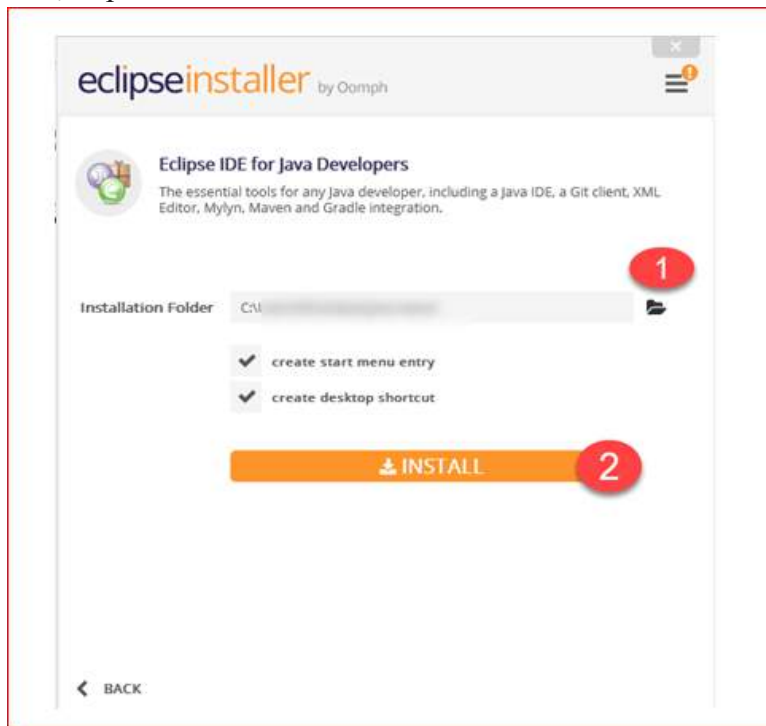 eclipseinstaller by Oomph
Eclipse IDE for Java Developers
The essential tools for any Java developer, including a Java IDE, a Git client, XML
Editor, Mylyn, Maven and Gradle integration.
1
Installation Folder C:\
create start menu entry
create desktop shortcut
INSTALL 2
BACK